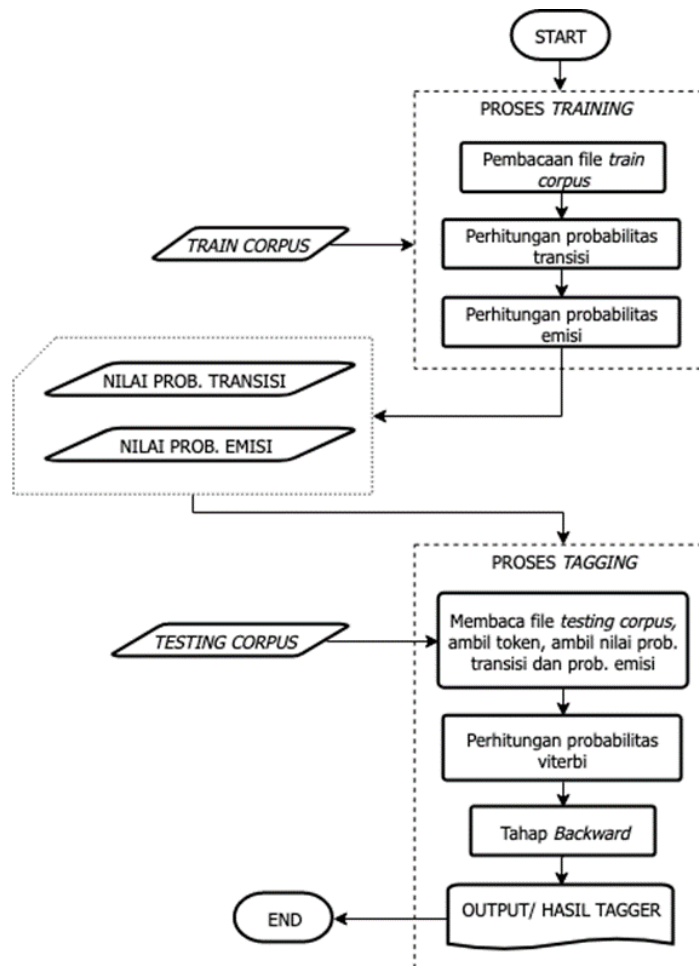 START
PROSES TRAINING
Pembacaan file train
corpus
TRAIN CORPUS
Perhitungan probabilitas
transisi
Perhitungan probabilitas
emisi
NILAI PROB. TRANSISI
NILAI PROB. EMISI
PROSES TAGGING
TESTING CORPUS
Membaca file testing corpus,
ambil token, ambil nilai prob.
transisi dan prob. emisi
Perhitungan probabilitas
viterbi
Tahap Backward
OUTPUT/ HASIL TAGGER
END